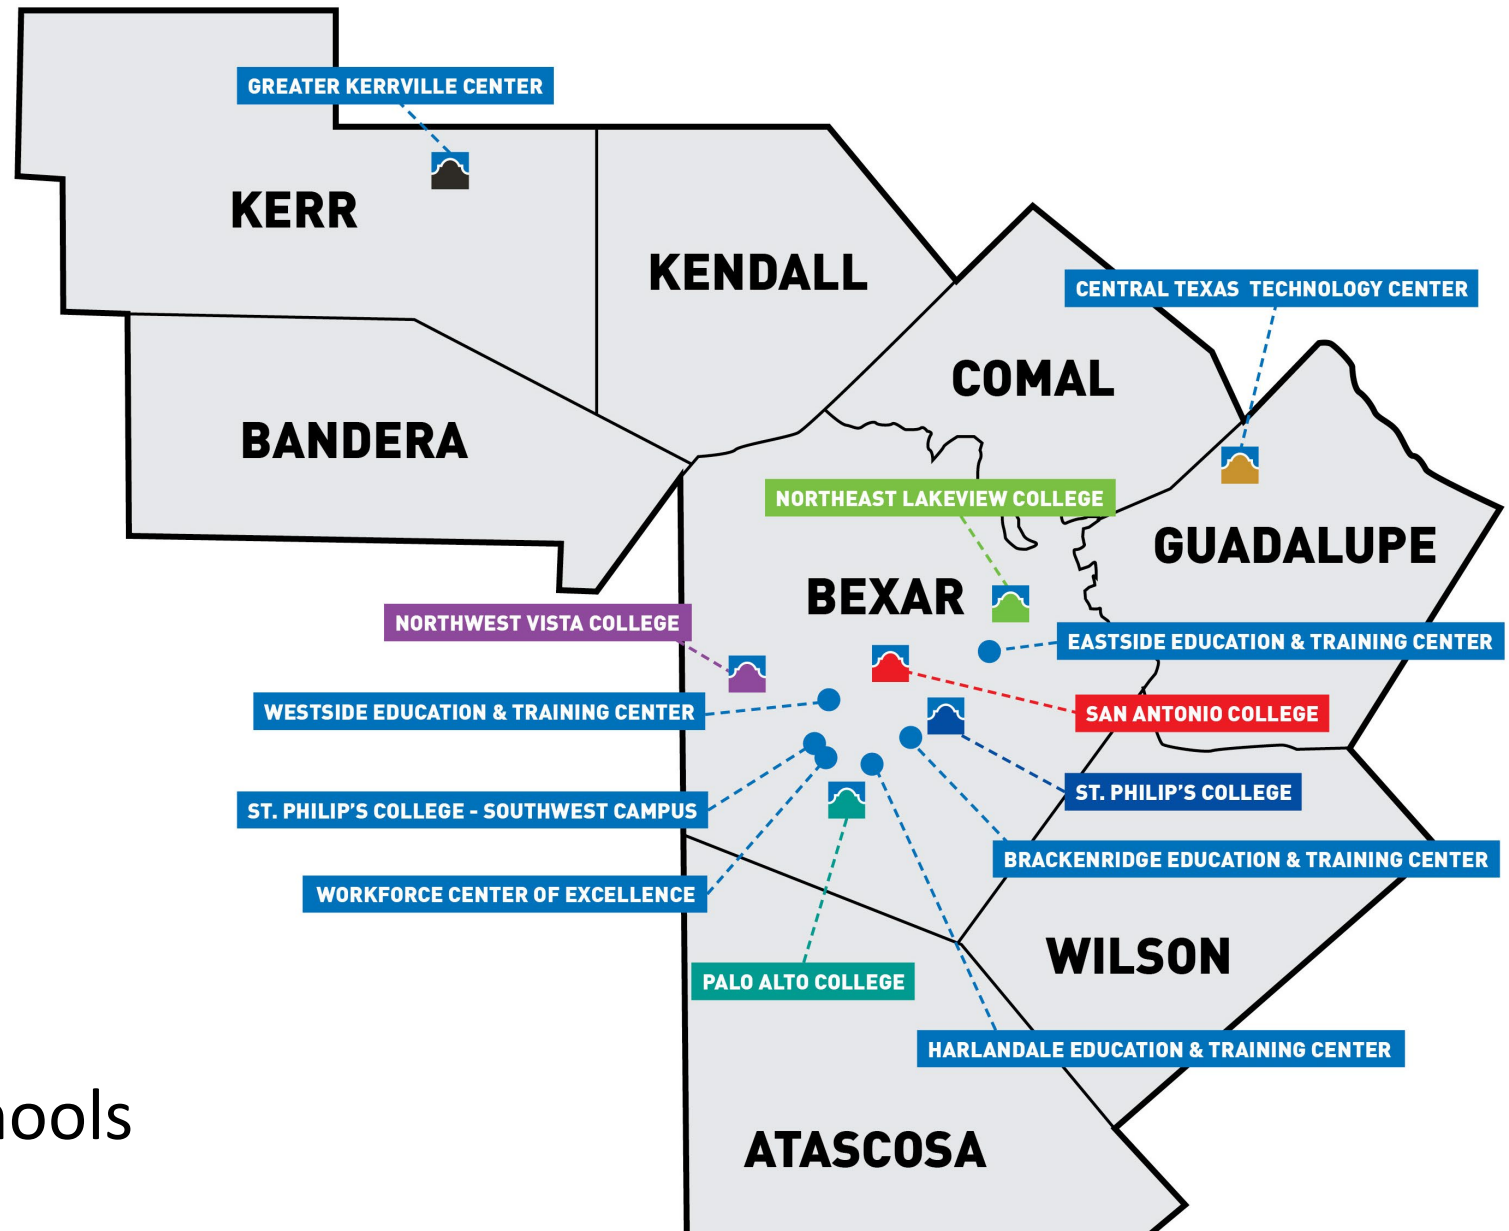 GREATER KERRVILLE CENTER
KERR
KENDALL
CENTRAL TEXAS TECHNOLOGY CENTER
COMAL
BANDERA
NORTHEAST LAKEVIEW COLLEGE
GUADALUPE
BEXAR
NORTHWEST VISTA COLLEGE
EASTSIDE EDUCATION & TRAINING CENTER
WESTSIDE EDUCATION & TRAINING CENTER
SAN ANTONIO COLLEGE
ST. PHILIP'S COLLEGE
ST. PHILIP'S COLLEGE - SOUTHWEST CAMPUS
BRACKENRIDGE EDUCATION & TRAINING CENTER
WORKFORCE CENTER OF EXCELLENCE
WILSON
PALO ALTO COLLEGE
HARLANDALE EDUCATION & TRAINING CENTER
ATASCOSA